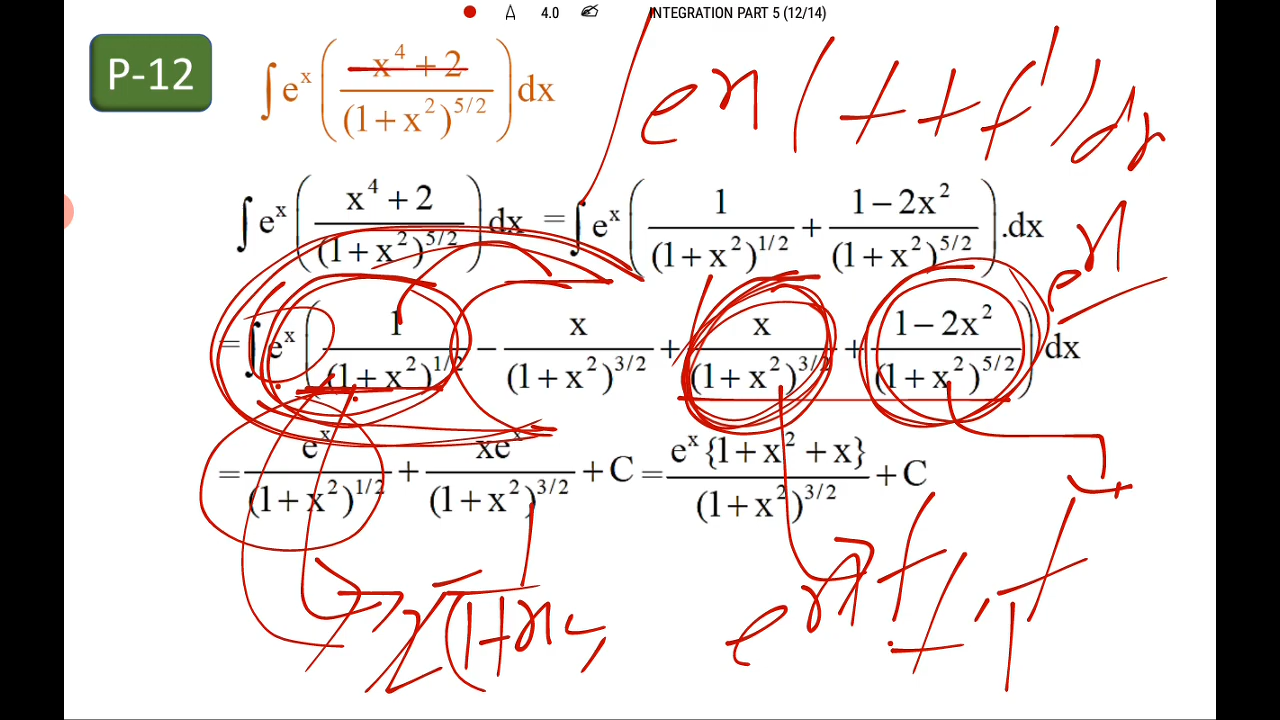 A 4.0 INTEGRATION PART 5 (12/14)
P-12 ∫ e^x ( (x^4 + 2) / (1 + x^2)^{5/2} ) dx
e^x ( f + f' ) dx
∫ e^x ( (x^4 + 2) / (1 + x^2)^{5/2} ) dx = ∫ e^x ( 1 / (1 + x^2)^{1/2} + (1 − 2x^2) / (1 + x^2)^{5/2} ) .dx
= ∫ e^x ( 1 / (1 + x^2)^{1/2} − x / (1 + x^2)^{3/2} + x / (1 + x^2)^{3/2} + (1 − 2x^2) / (1 + x^2)^{5/2} ) dx
e^x
= e^x / (1 + x^2)^{1/2} + xe^x / (1 + x^2)^{3/2} + C = e^x {1 + x^2 + x} / (1 + x^2)^{3/2} + C